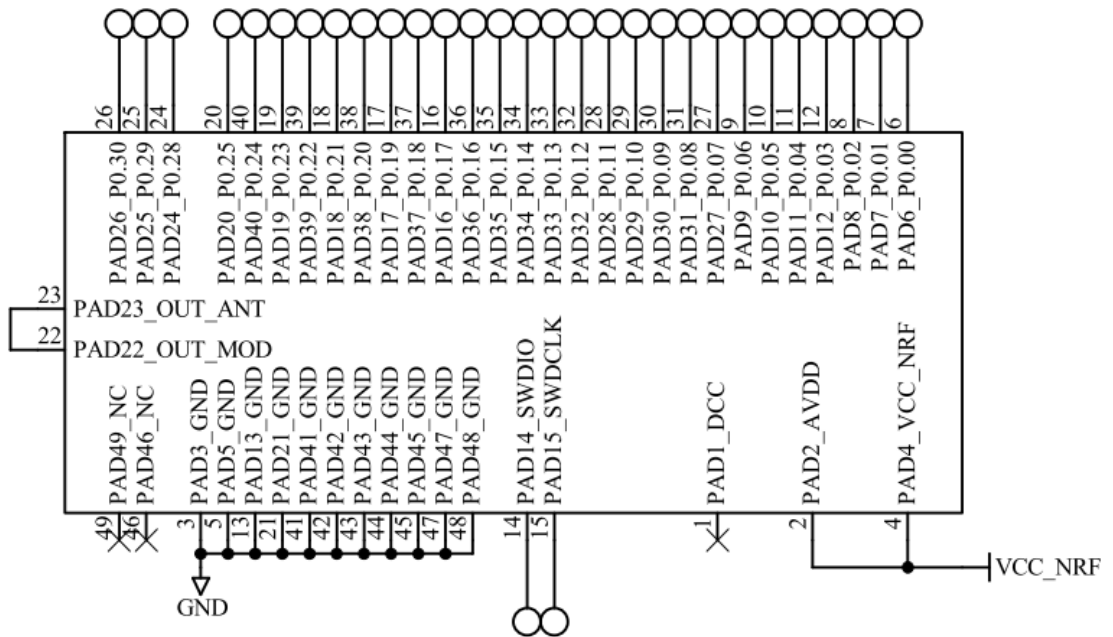 26
25
24
20
40
19
39
18
38
17
37
16
36
35
34
33
32
28
29
30
31
27
9
10
11
12
8
7
6
PAD26_P0.30
PAD25_P0.29
PAD24_P0.28
PAD20_P0.25
PAD40_P0.24
PAD19_P0.23
PAD39_P0.22
PAD18_P0.21
PAD38_P0.20
PAD17_P0.19
PAD37_P0.18
PAD16_P0.17
PAD36_P0.16
PAD35_P0.15
PAD34_P0.14
PAD33_P0.13
PAD32_P0.12
PAD28_P0.11
PAD29_P0.10
PAD30_P0.09
PAD31_P0.08
PAD27_P0.07
PAD9_P0.06
PAD10_P0.05
PAD11_P0.04
PAD12_P0.03
PAD8_P0.02
PAD7_P0.01
PAD6_P0.00
23
PAD23_OUT_ANT
22
PAD22_OUT_MOD
PAD49_NC
PAD46_NC
PAD3_GND
PAD5_GND
PAD13_GND
PAD21_GND
PAD41_GND
PAD42_GND
PAD43_GND
PAD44_GND
PAD45_GND
PAD47_GND
PAD48_GND
PAD14_SWDIO
PAD15_SWDCLK
PAD1_DCC
PAD2_AVDD
PAD4_VCC_NRF
49
46
3
5
13
21
41
42
43
44
45
47
48
14
15
1
2
4
VCC_NRF
GND